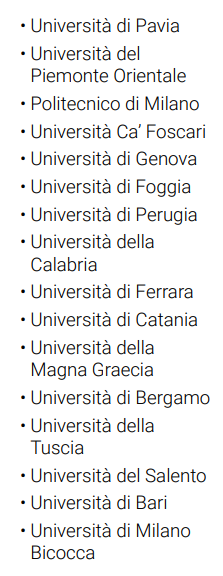 • Università di Pavia
• Università del
Piemonte Orientale
• Politecnico di Milano
• Università Ca’ Foscari
• Università di Genova
• Università di Foggia
• Università di Perugia
• Università della
Calabria
• Università di Ferrara
• Università di Catania
• Università della
Magna Graecia
• Università di Bergamo
• Università della
Tuscia
• Università del Salento
• Università di Bari
• Università di Milano
Bicocca